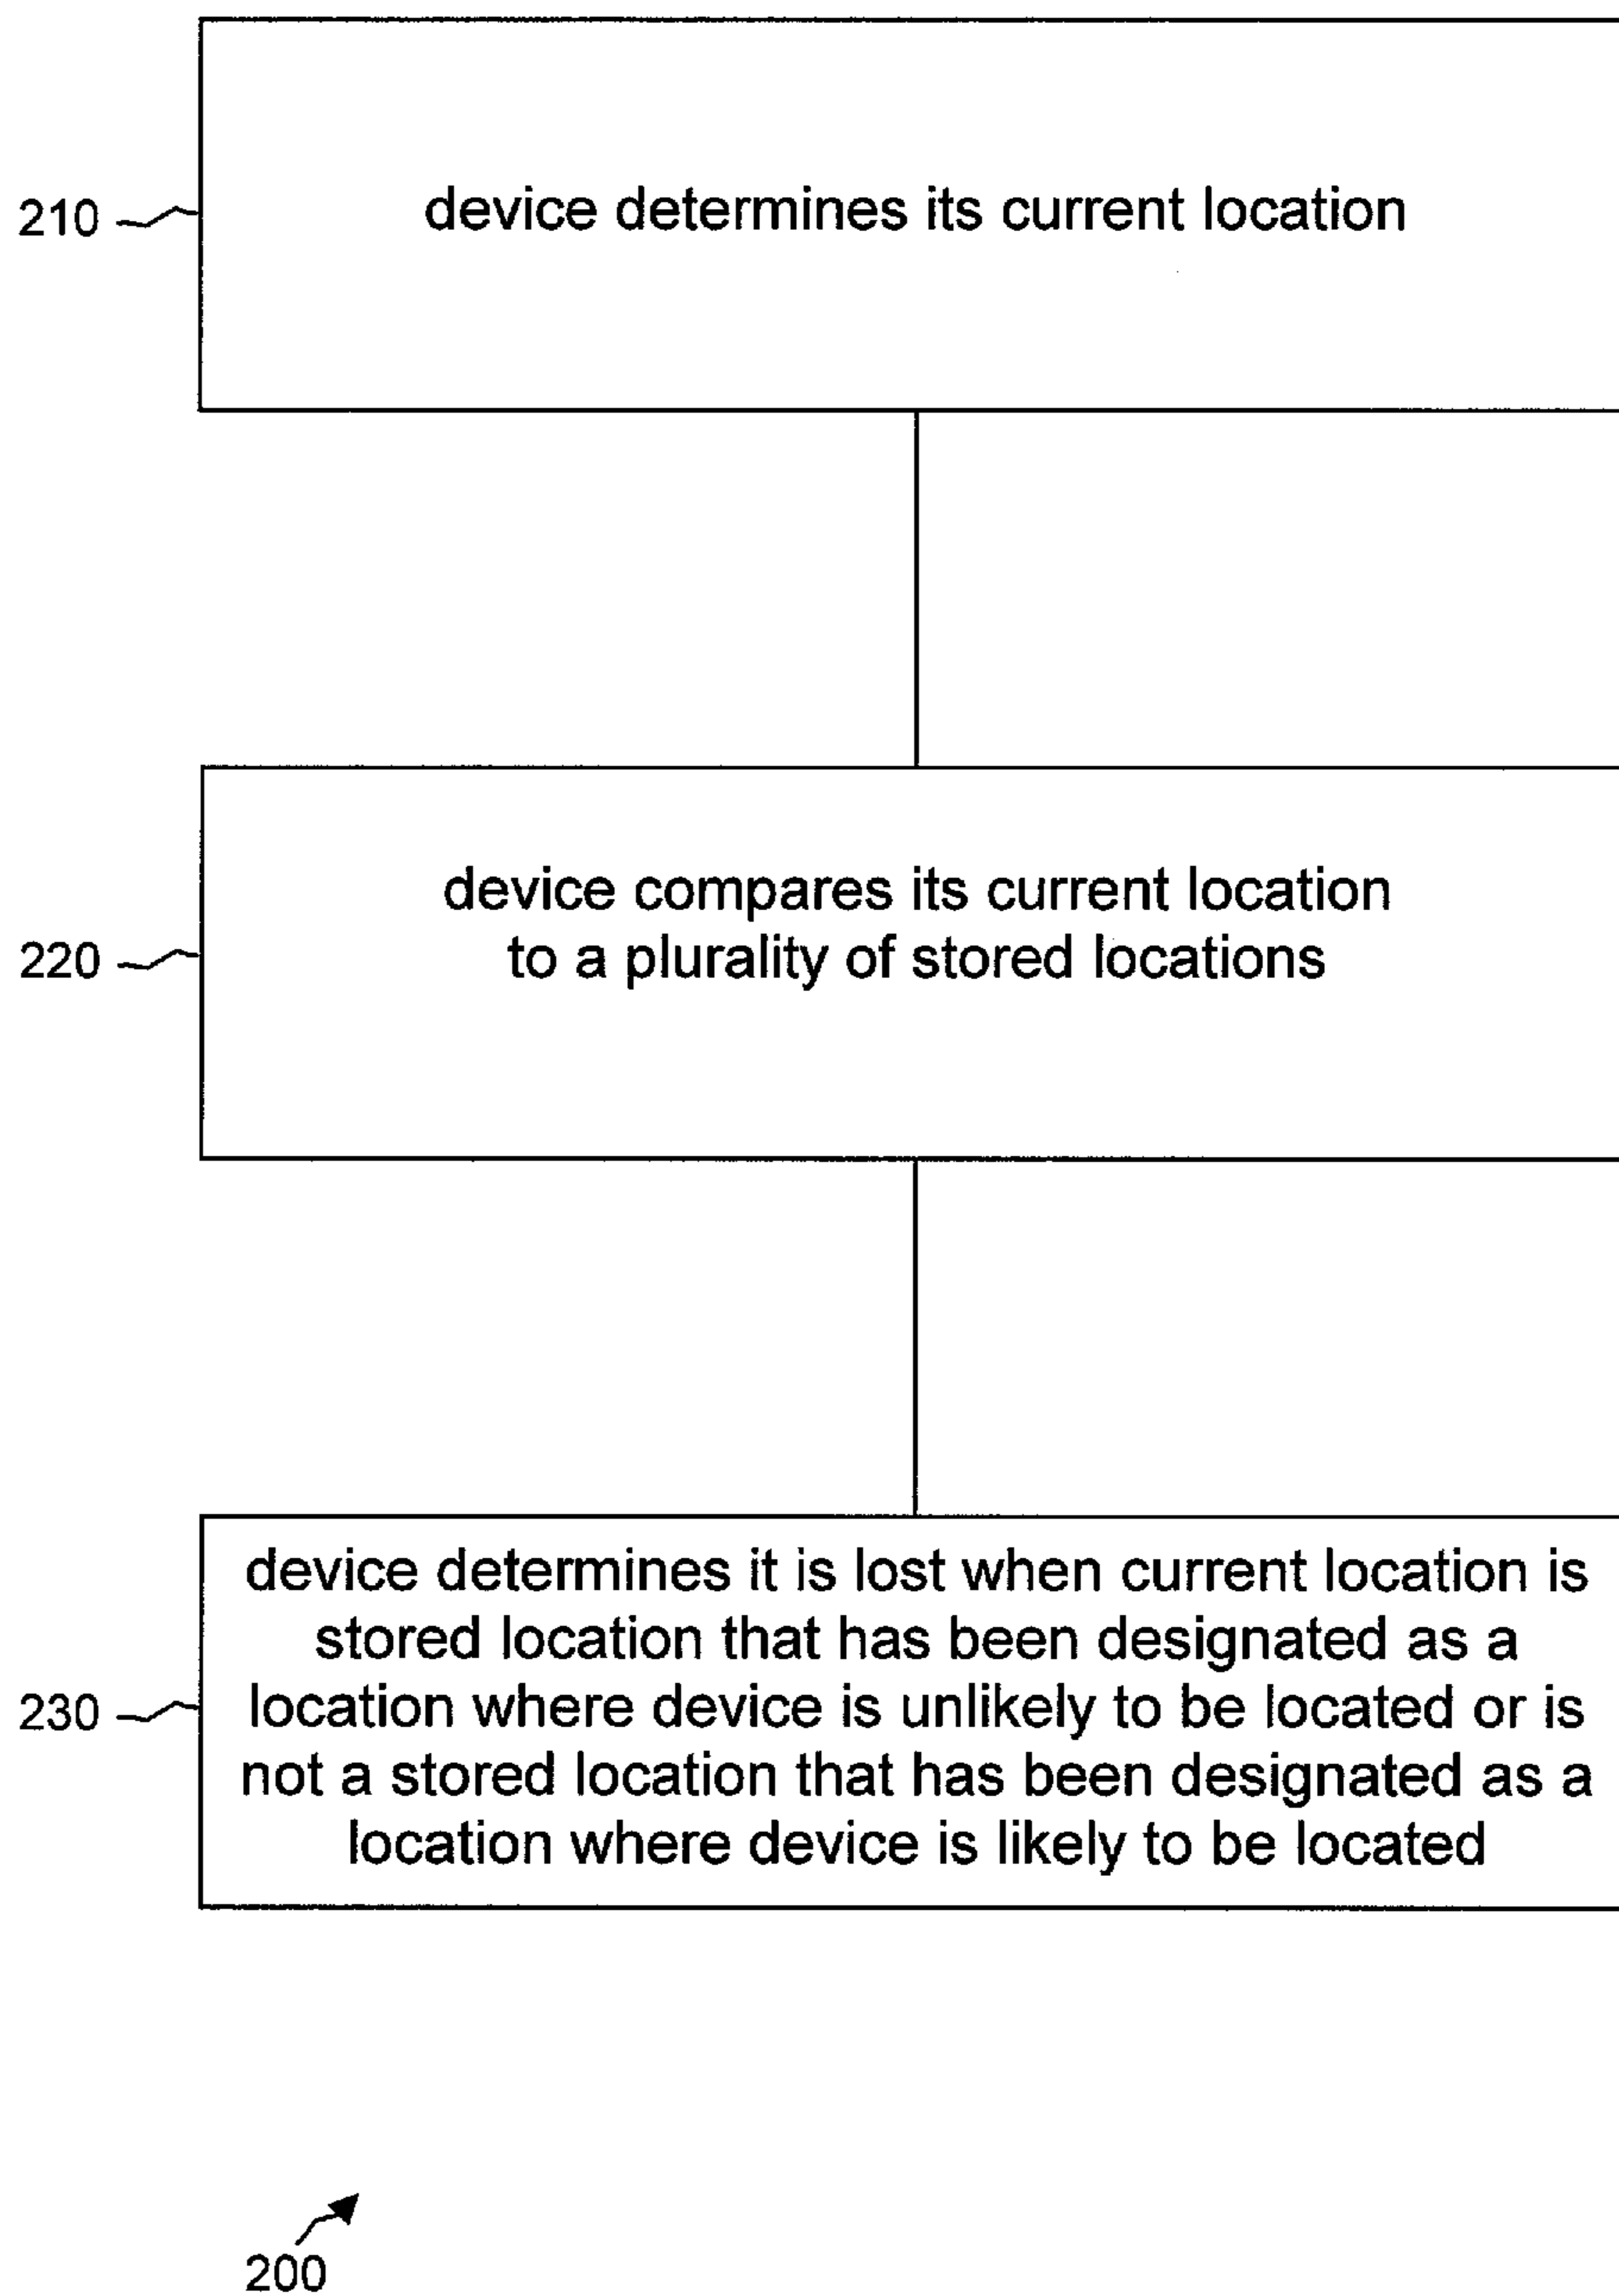 210
device determines its current location
220
device compares its current location
to a plurality of stored locations
230
device determines it is lost when current location is
stored location that has been designated as a
location where device is unlikely to be located or is
not a stored location that has been designated as a
location where device is likely to be located
200